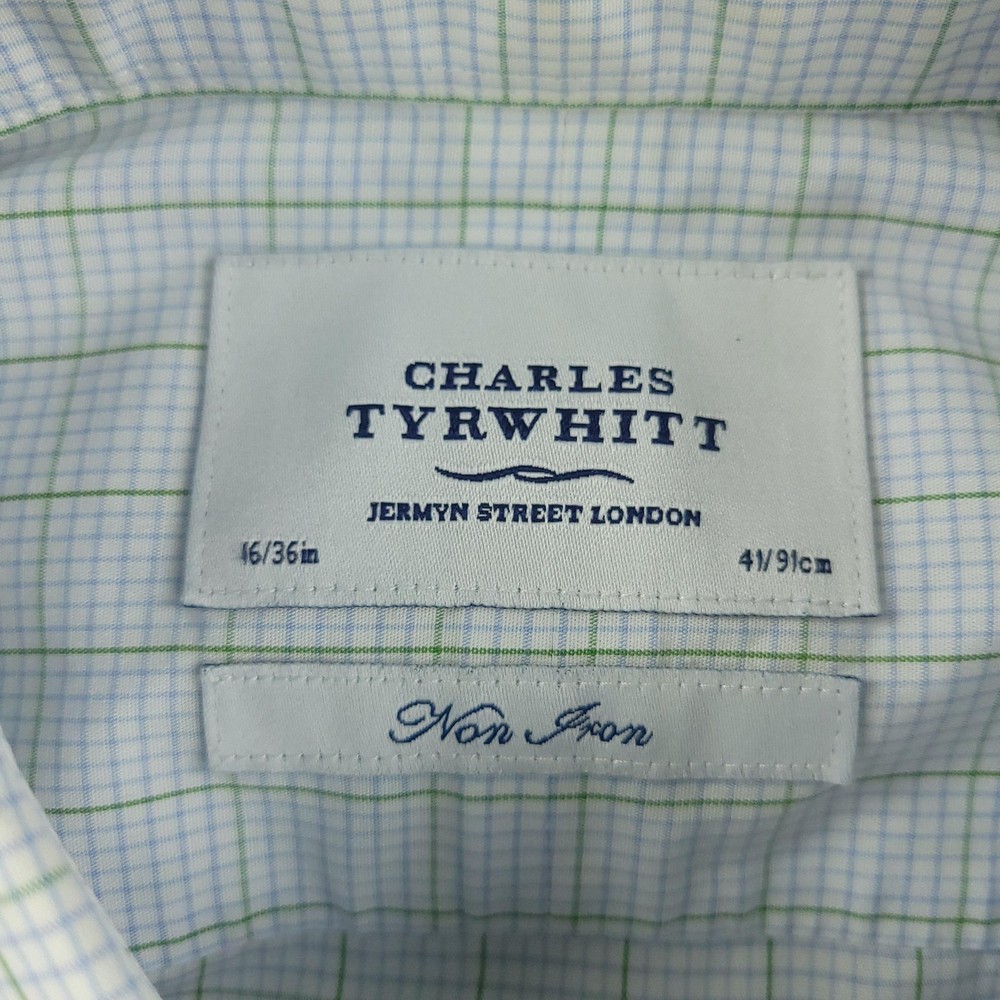 CHARLES
TYRWHITT
JERMYN STREET LONDON
16/36in 41/91cm
Non Iron